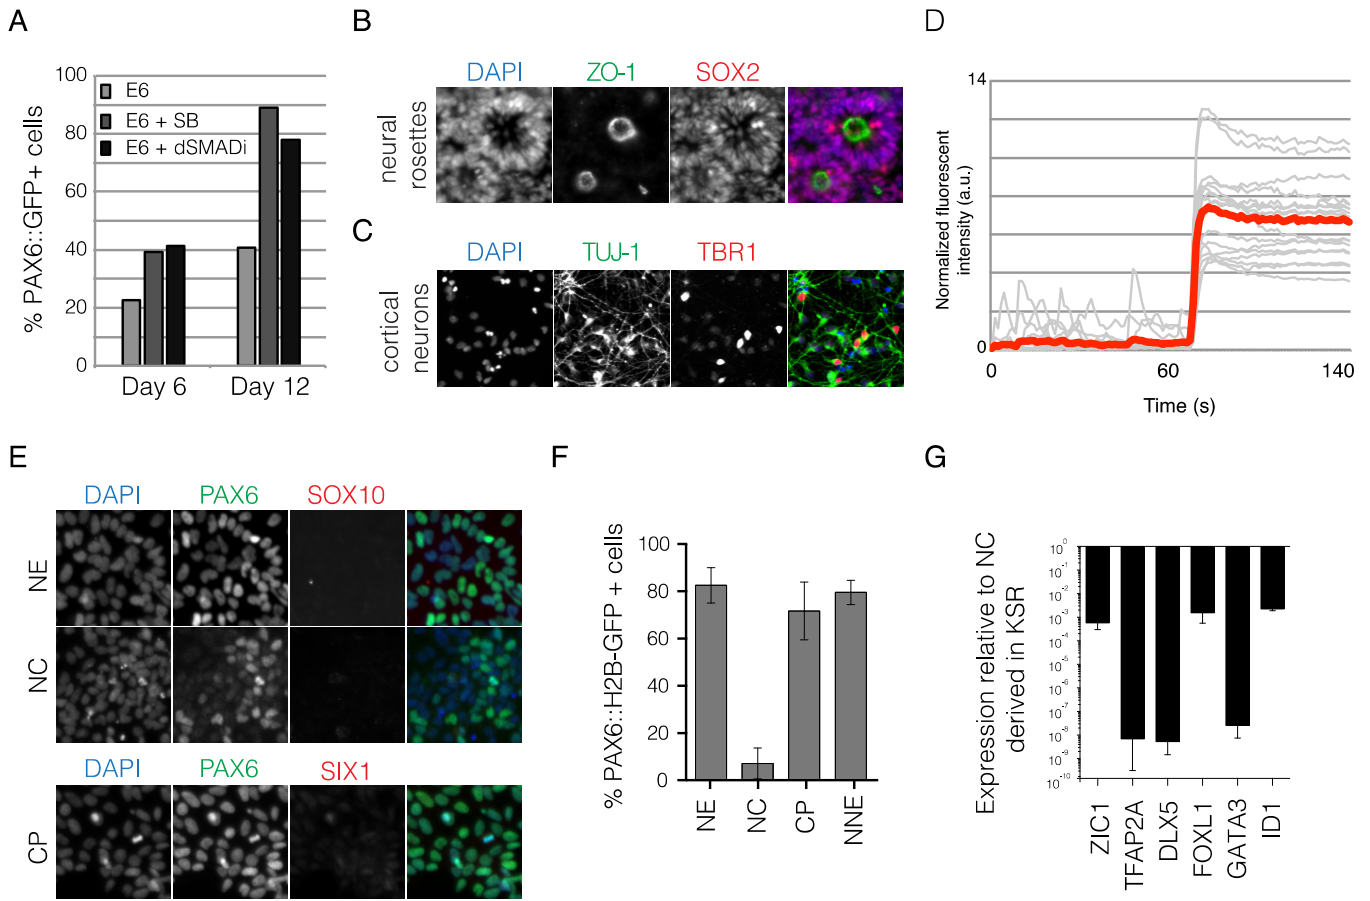 A
% PAX6::GFP+ cells
100
80
60
40
20
0
E6
E6 + SB
E6 + dSMADi
Day 6
Day 12
B
DAPI
ZO-1
SOX2
neural
rosettes
C
DAPI
TUJ-1
TBR1
cortical
neurons
D
Normalized fluorescent
intensity (a.u.)
14
0
0
60
140
Time (s)
E
DAPI
PAX6
SOX10
NE
NC
DAPI
PAX6
SIX1
CP
F
% PAX6::H2B-GFP + cells
100
80
60
40
20
0
NE
NC
CP
NNE
G
Expression relative to NC
derived in KSR
10^0
10^-1
10^-2
10^-3
10^-4
10^-5
10^-6
10^-7
10^-8
10^-9
10^-10
ZIC1
TFAP2A
DLX5
FOXL1
GATA3
ID1